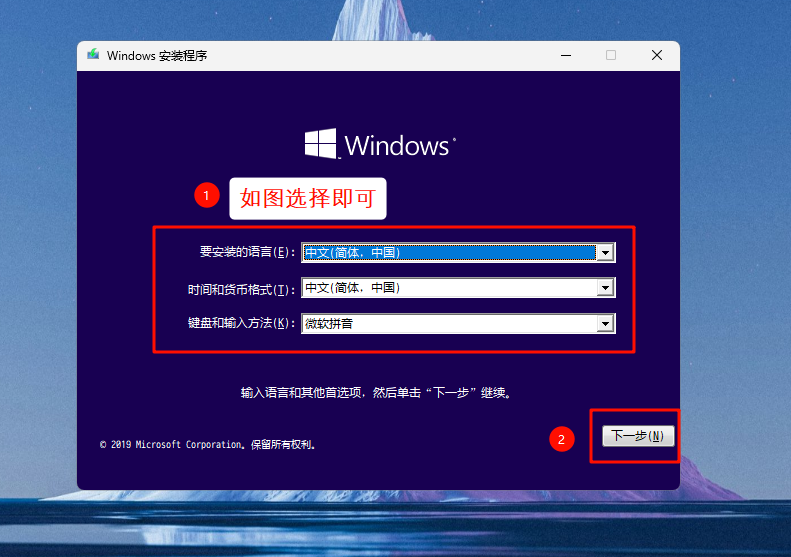 Windows 安装程序
Windows
1
如图选择即可
要安装的语言(E): 中文(简体，中国)
时间和货币格式(T): 中文(简体，中国)
键盘和输入方法(K): 微软拼音
输入语言和其他首选项，然后单击“下一步”继续。
2
下一步(N)
© 2019 Microsoft Corporation。保留所有权利。